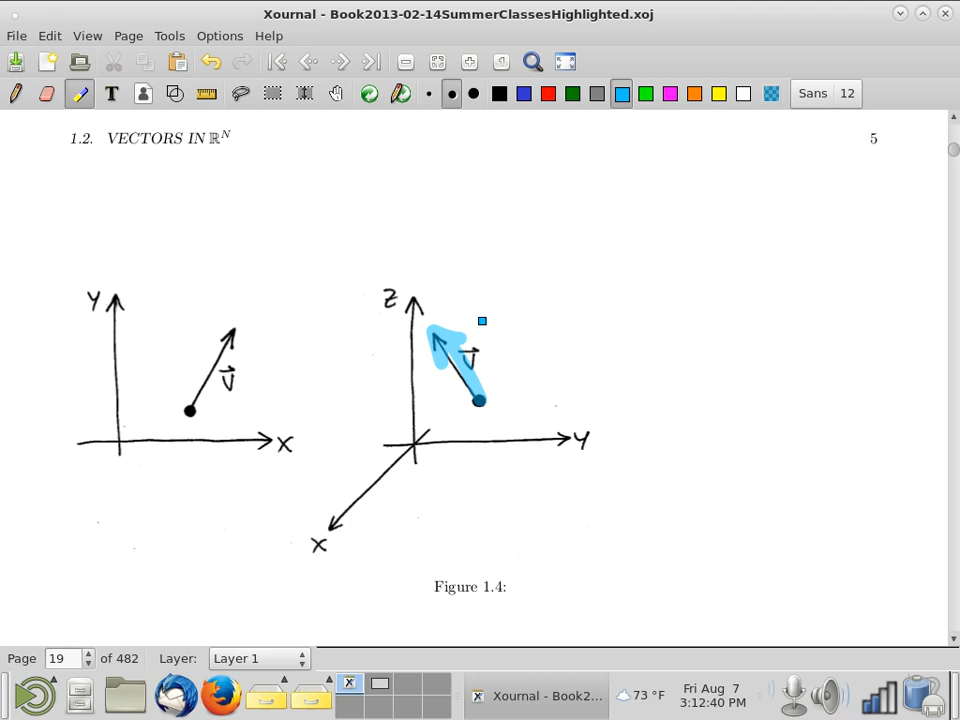 Xournal - Book2013-02-14SummerClassesHighlighted.xoj
File Edit View Page Tools Options Help
T
Sans 12
1.2. VECTORS IN ℝᴺ 5
Y
V⃗
X
Z
V⃗
Y
X
Figure 1.4:
Page 19 of 482 Layer: Layer 1
Xournal - Book2...
73 °F
Fri Aug 7
3:12:40 PM